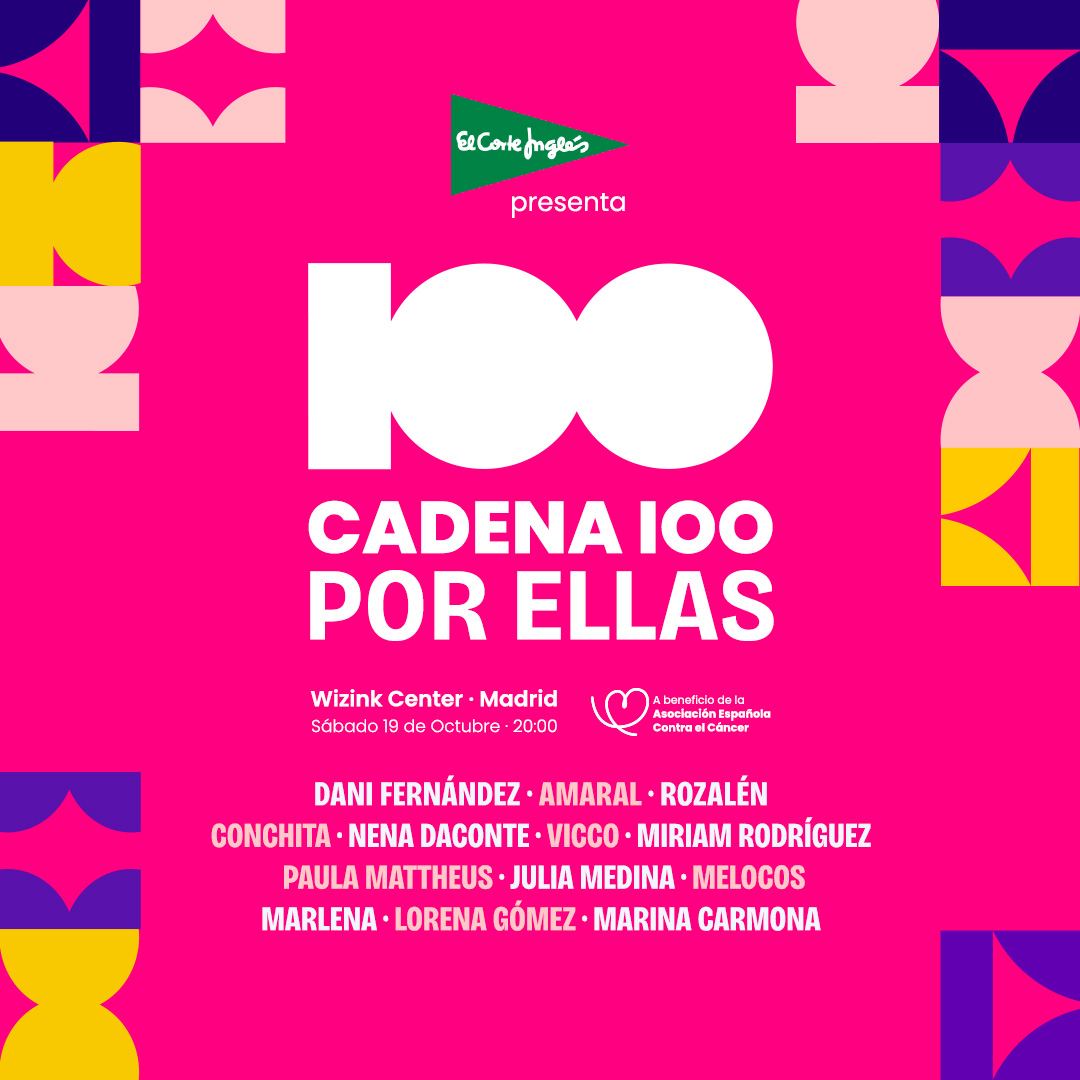 El Corte Inglés
presenta
100
CADENA 100
POR ELLAS
Wizink Center · Madrid
Sábado 19 de Octubre · 20:00
A beneficio de la
Asociación Española
Contra el Cáncer
DANI FERNÁNDEZ · AMARAL · ROZALÉN
CONCHITA · NENA DACONTE · VICCO · MIRIAM RODRÍGUEZ
PAULA MATTHEUS · JULIA MEDINA · MELOCOS
MARLENA · LORENA GÓMEZ · MARINA CARMONA